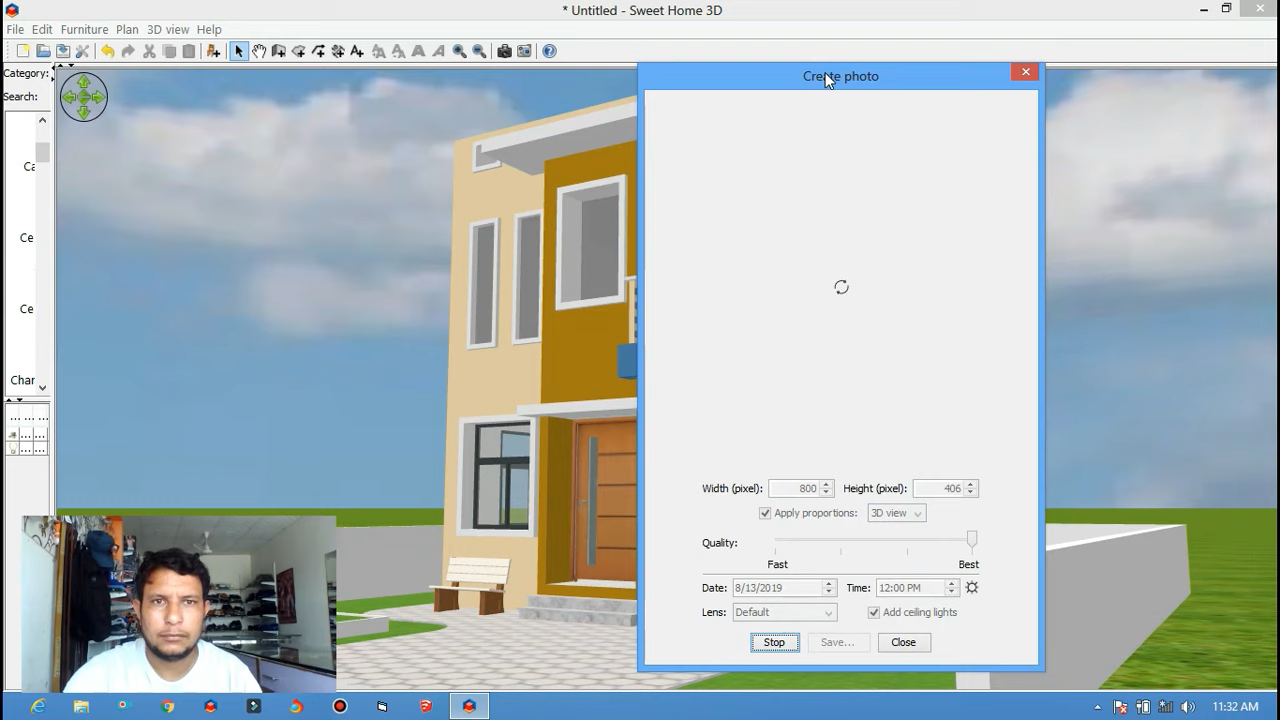 * Untitled - Sweet Home 3D
File Edit Furniture Plan 3D view Help
Category:
Search:
Ca
Ce
Ce
Char
... ... ...
... ...
... ...
Create photo
Width (pixel): 800 Height (pixel): 406
Apply proportions: 3D view
Quality:
Fast Best
Date: 8/13/2019 Time: 12:00 PM
Lens: Default Add ceiling lights
Stop Save... Close
11:32 AM